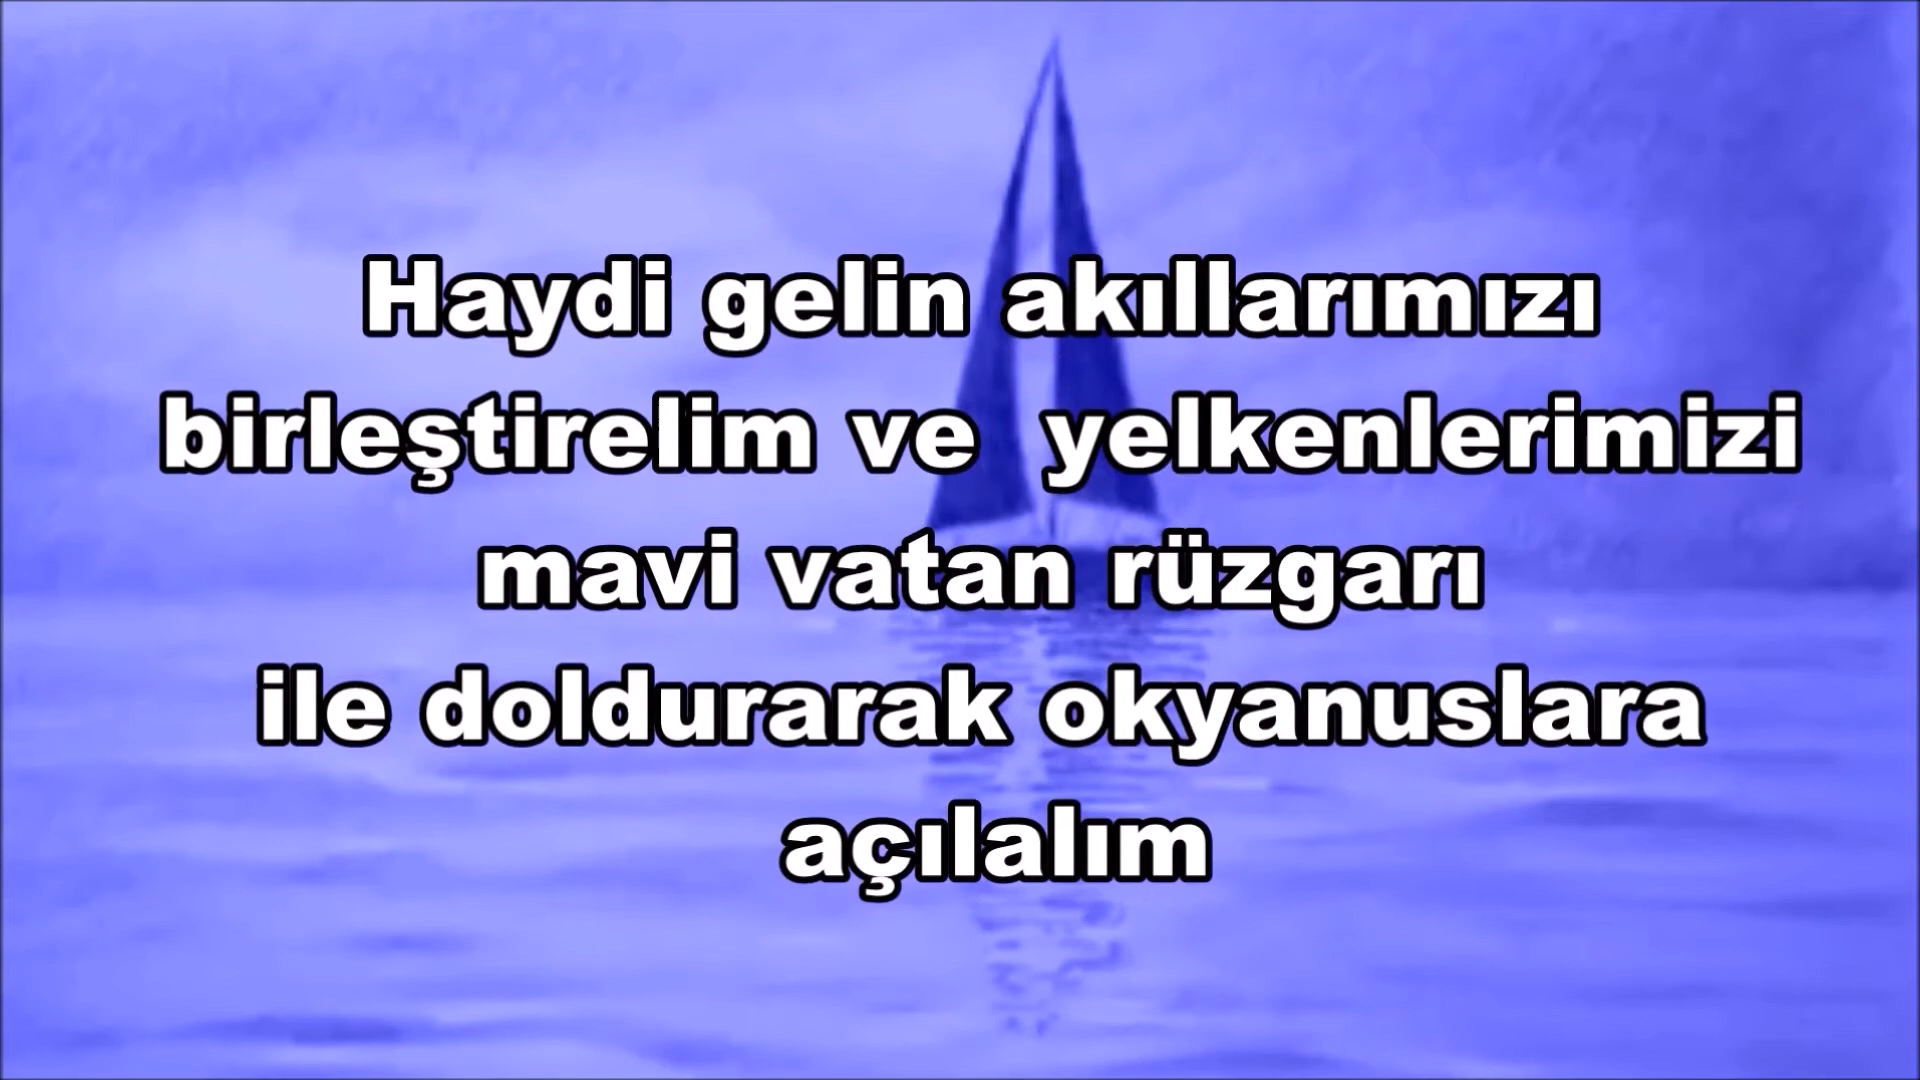 Haydi gelin akıllarımızı
birleştirelim ve  yelkenlerimizi
mavi vatan rüzgarı
ile doldurarak okyanuslara
açılalım